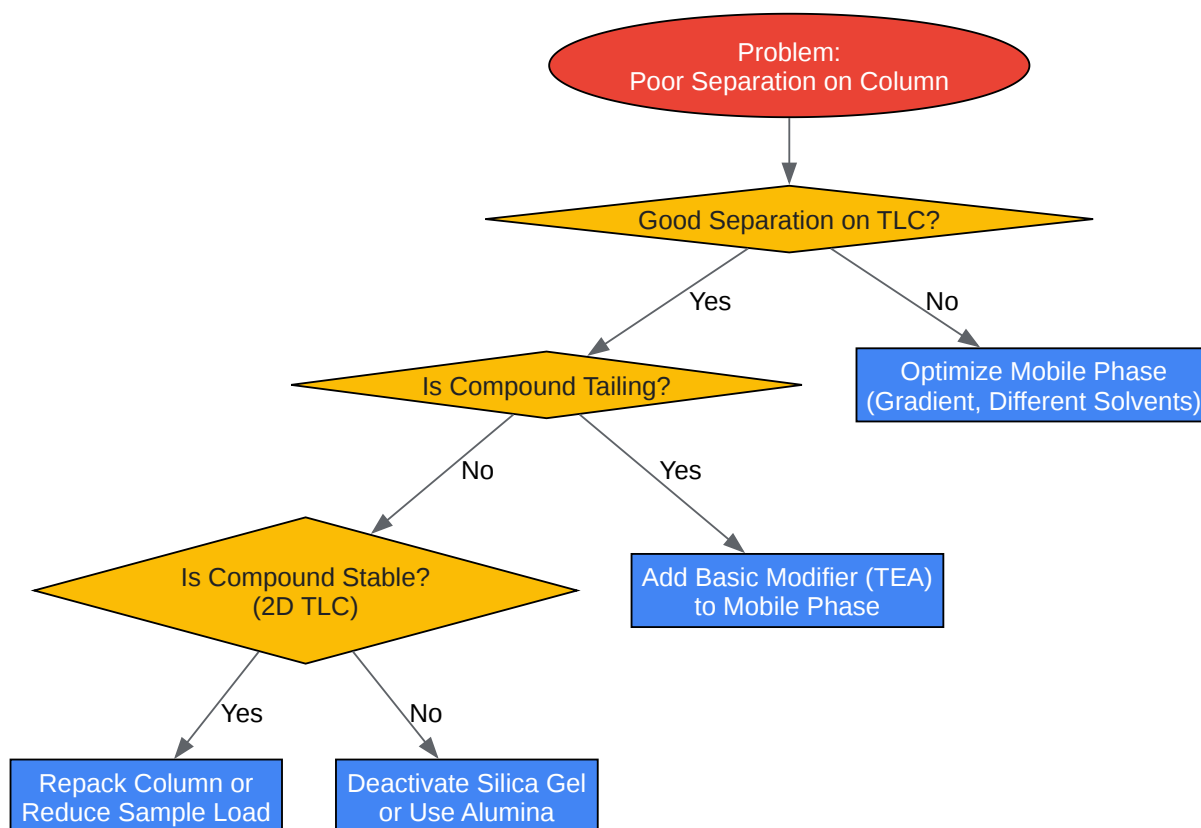 Problem:
Poor Separation on Column
Good Separation on TLC?
Yes
No
Is Compound Tailing?
Optimize Mobile Phase
(Gradient, Different Solvents)
No
Yes
Is Compound Stable?
(2D TLC)
Add Basic Modifier (TEA)
to Mobile Phase
Yes
No
Repack Column or
Reduce Sample Load
Deactivate Silica Gel
or Use Alumina